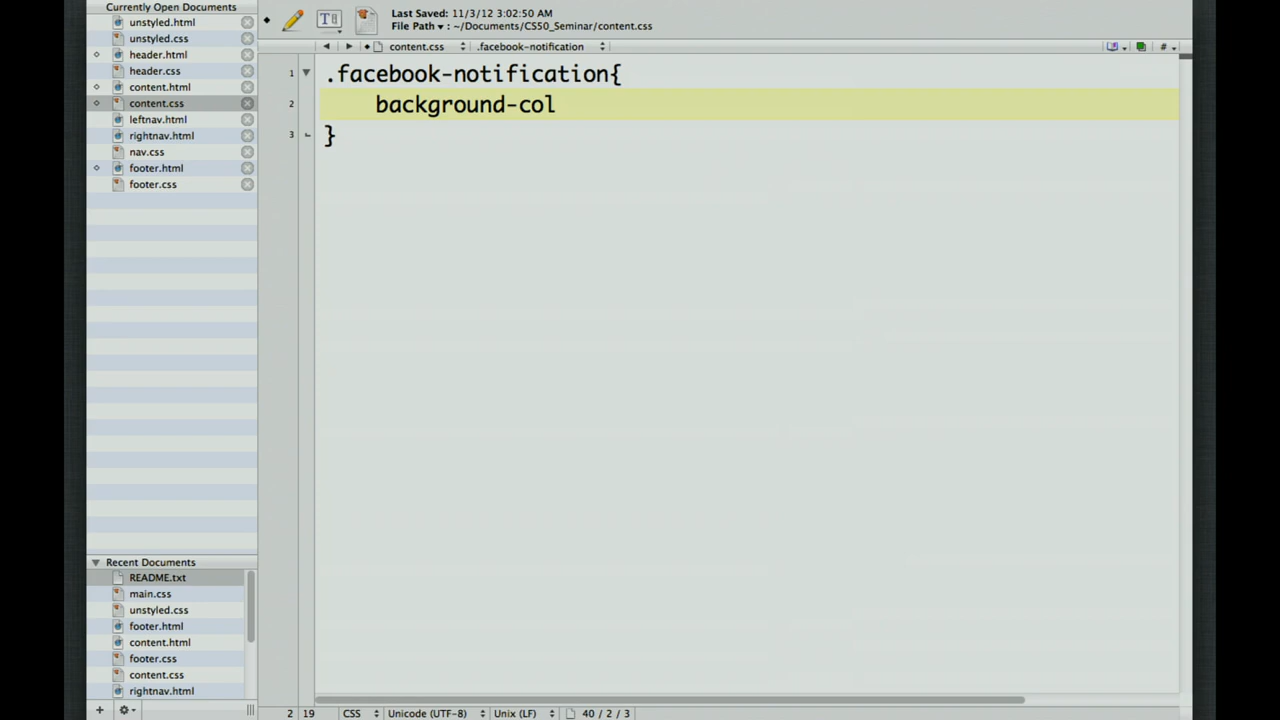 Currently Open Documents
unstyled.html
unstyled.css
header.html
header.css
content.html
content.css
leftnav.html
rightnav.html
nav.css
footer.html
footer.css
Recent Documents
README.txt
main.css
unstyled.css
footer.html
content.html
footer.css
content.css
rightnav.html
Last Saved: 11/3/12 3:02:50 AM
File Path ▾ : ~/Documents/CS50_Seminar/content.css
content.css .facebook-notification #
1 .facebook-notification{
2 background-col
3 }
2 19 CSS Unicode (UTF-8) Unix (LF) 40 / 2 / 3